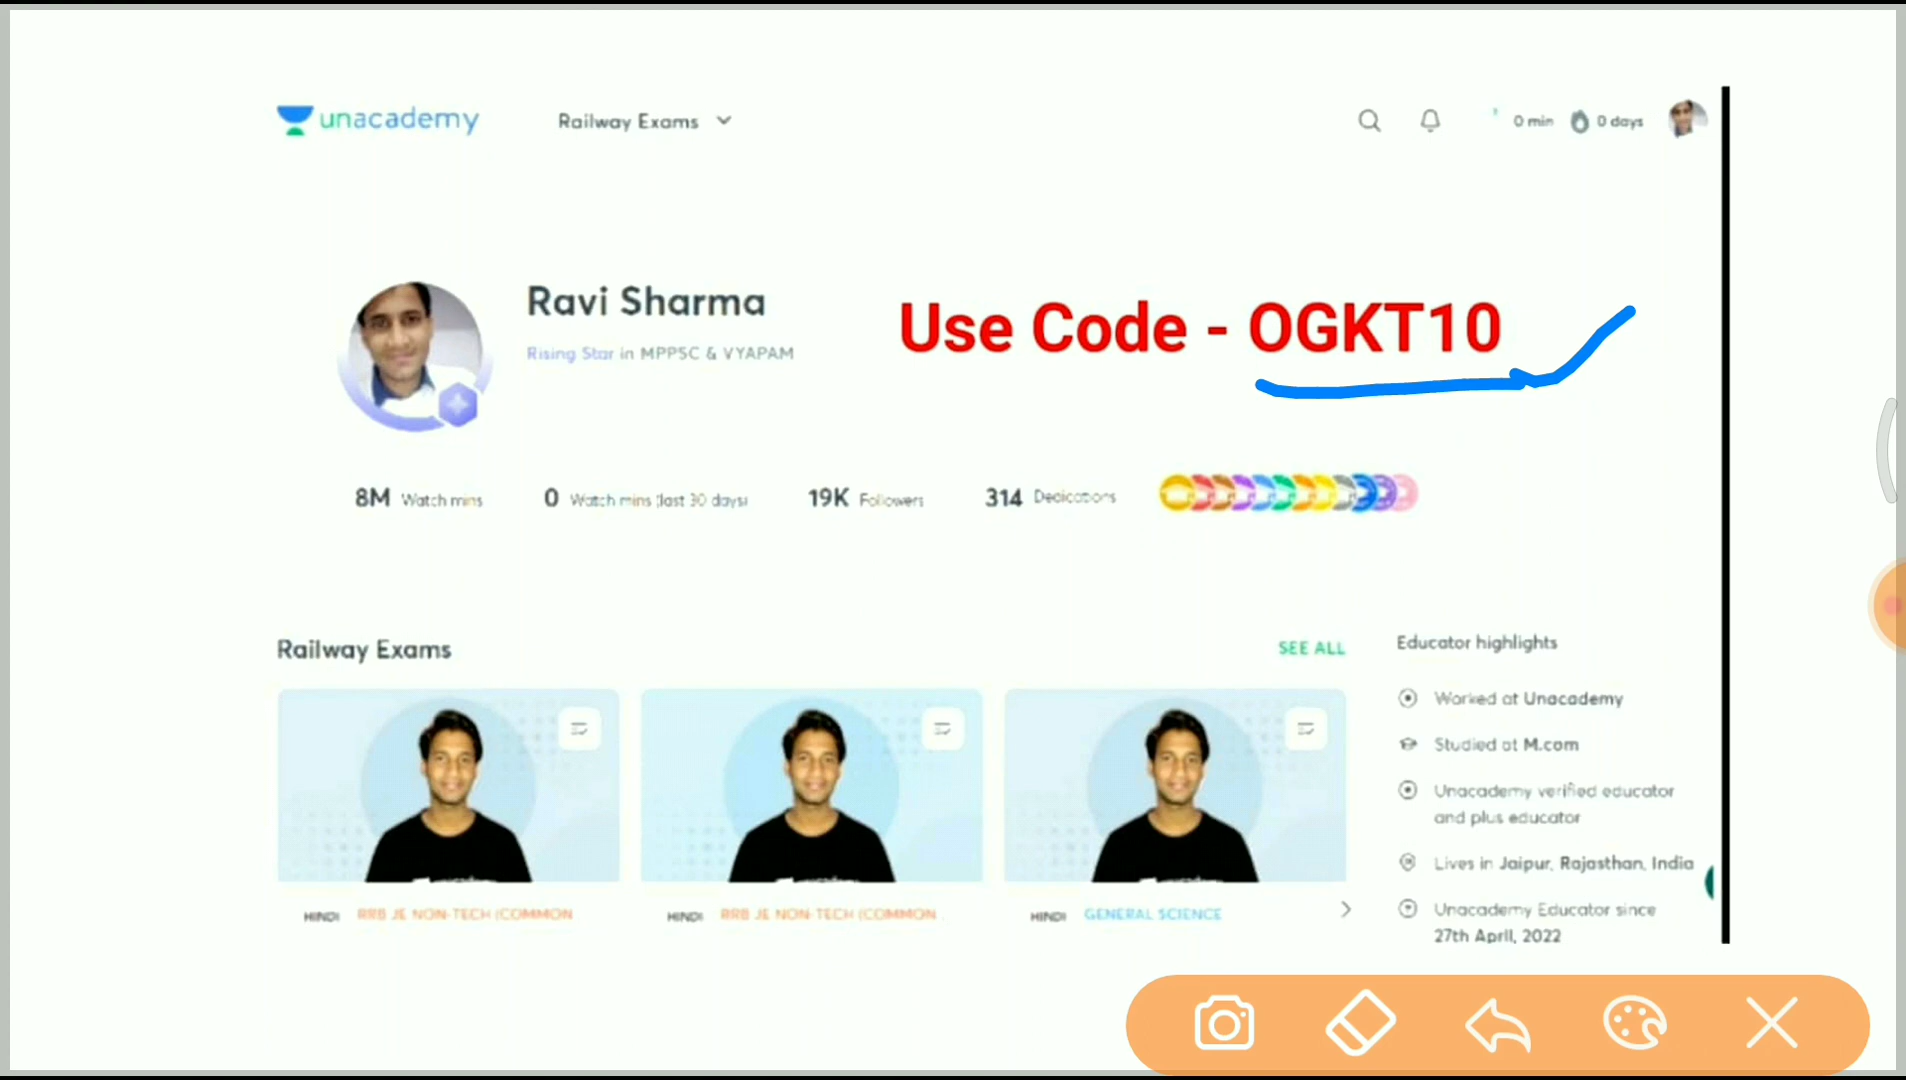 unacademy Railway Exams 0 min 0 days
Ravi Sharma
Rising Star in MPPSC & VYAPAM
Use Code - OGKT10
8M Watch mins 0 Watch mins (last 30 days) 19K Followers 314 Dedications
Railway Exams SEE ALL
HINDI RRB JE NON-TECH (COMMON
HINDI RRB JE NON-TECH (COMMON
HINDI GENERAL SCIENCE
Educator highlights
Worked at Unacademy
Studied at M.com
Unacademy verified educator
and plus educator
Lives in Jaipur, Rajasthan, India
Unacademy Educator since
27th April, 2022